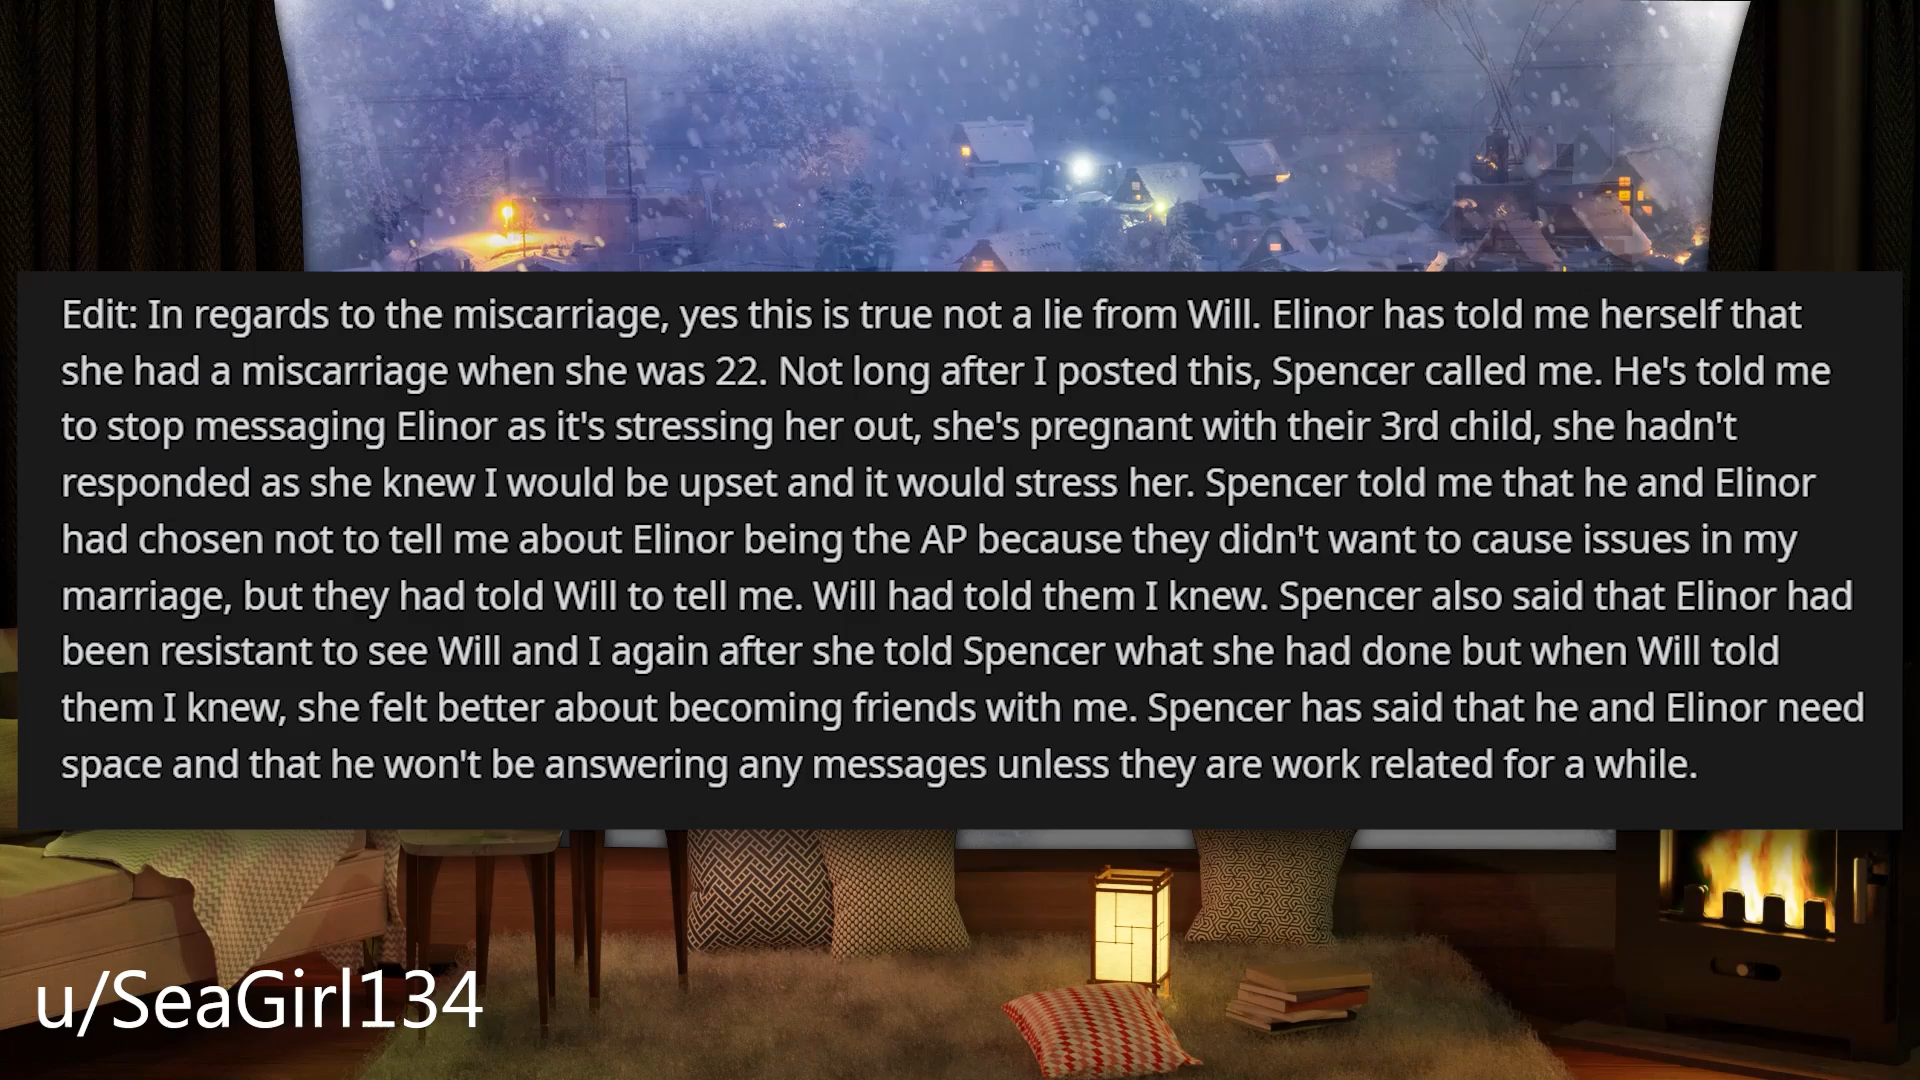 Edit: In regards to the miscarriage, yes this is true not a lie from Will. Elinor has told me herself that
she had a miscarriage when she was 22. Not long after I posted this, Spencer called me. He's told me
to stop messaging Elinor as it's stressing her out, she's pregnant with their 3rd child, she hadn't
responded as she knew I would be upset and it would stress her. Spencer told me that he and Elinor
had chosen not to tell me about Elinor being the AP because they didn't want to cause issues in my
marriage, but they had told Will to tell me. Will had told them I knew. Spencer also said that Elinor had
been resistant to see Will and I again after she told Spencer what she had done but when Will told
them I knew, she felt better about becoming friends with me. Spencer has said that he and Elinor need
space and that he won't be answering any messages unless they are work related for a while.
u/SeaGirl134